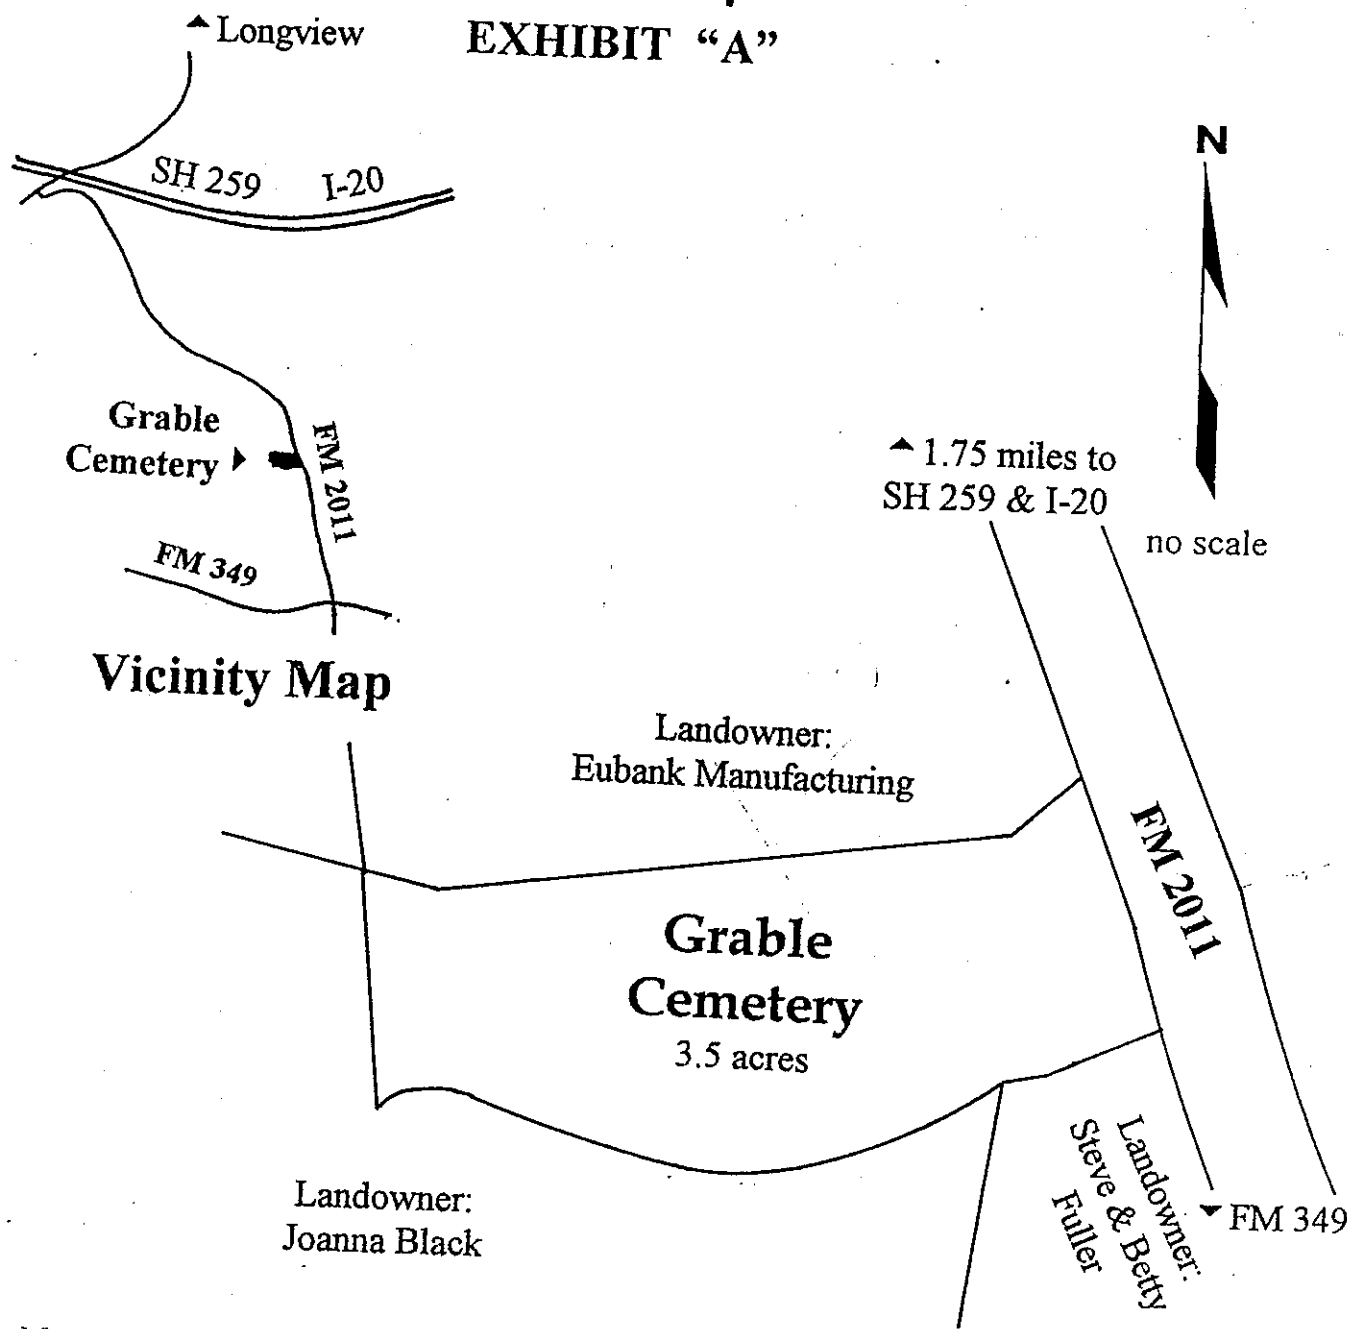 Longview
EXHIBIT “A”
N
SH 259
I-20
Grable
Cemetery
FM 2011
FM 349
Vicinity Map
1.75 miles to
SH 259 & I-20
no scale
Landowner:
Eubank Manufacturing
FM 2011
Grable
Cemetery
3.5 acres
Landowner:
Joanna Black
Landowner:
Steve & Betty
Fuller
FM 349